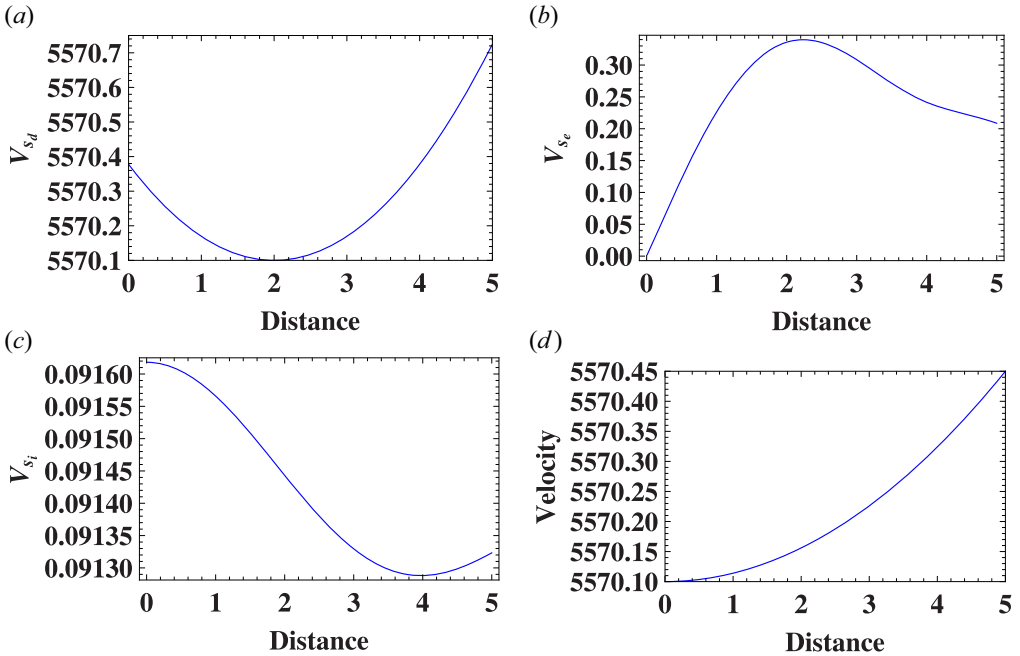 (a)
5570.7
5570.6
5570.5
5570.4
5570.3
5570.2
5570.1
V_{s_d}
0 1 2 3 4 5
Distance
(b)
0.30
0.25
0.20
0.15
0.10
0.05
0.00
V_{s_e}
0 1 2 3 4 5
Distance
(c)
0.09160
0.09155
0.09150
0.09145
0.09140
0.09135
0.09130
V_{s_i}
0 1 2 3 4 5
Distance
(d)
5570.45
5570.40
5570.35
5570.30
5570.25
5570.20
5570.15
5570.10
Velocity
0 1 2 3 4 5
Distance